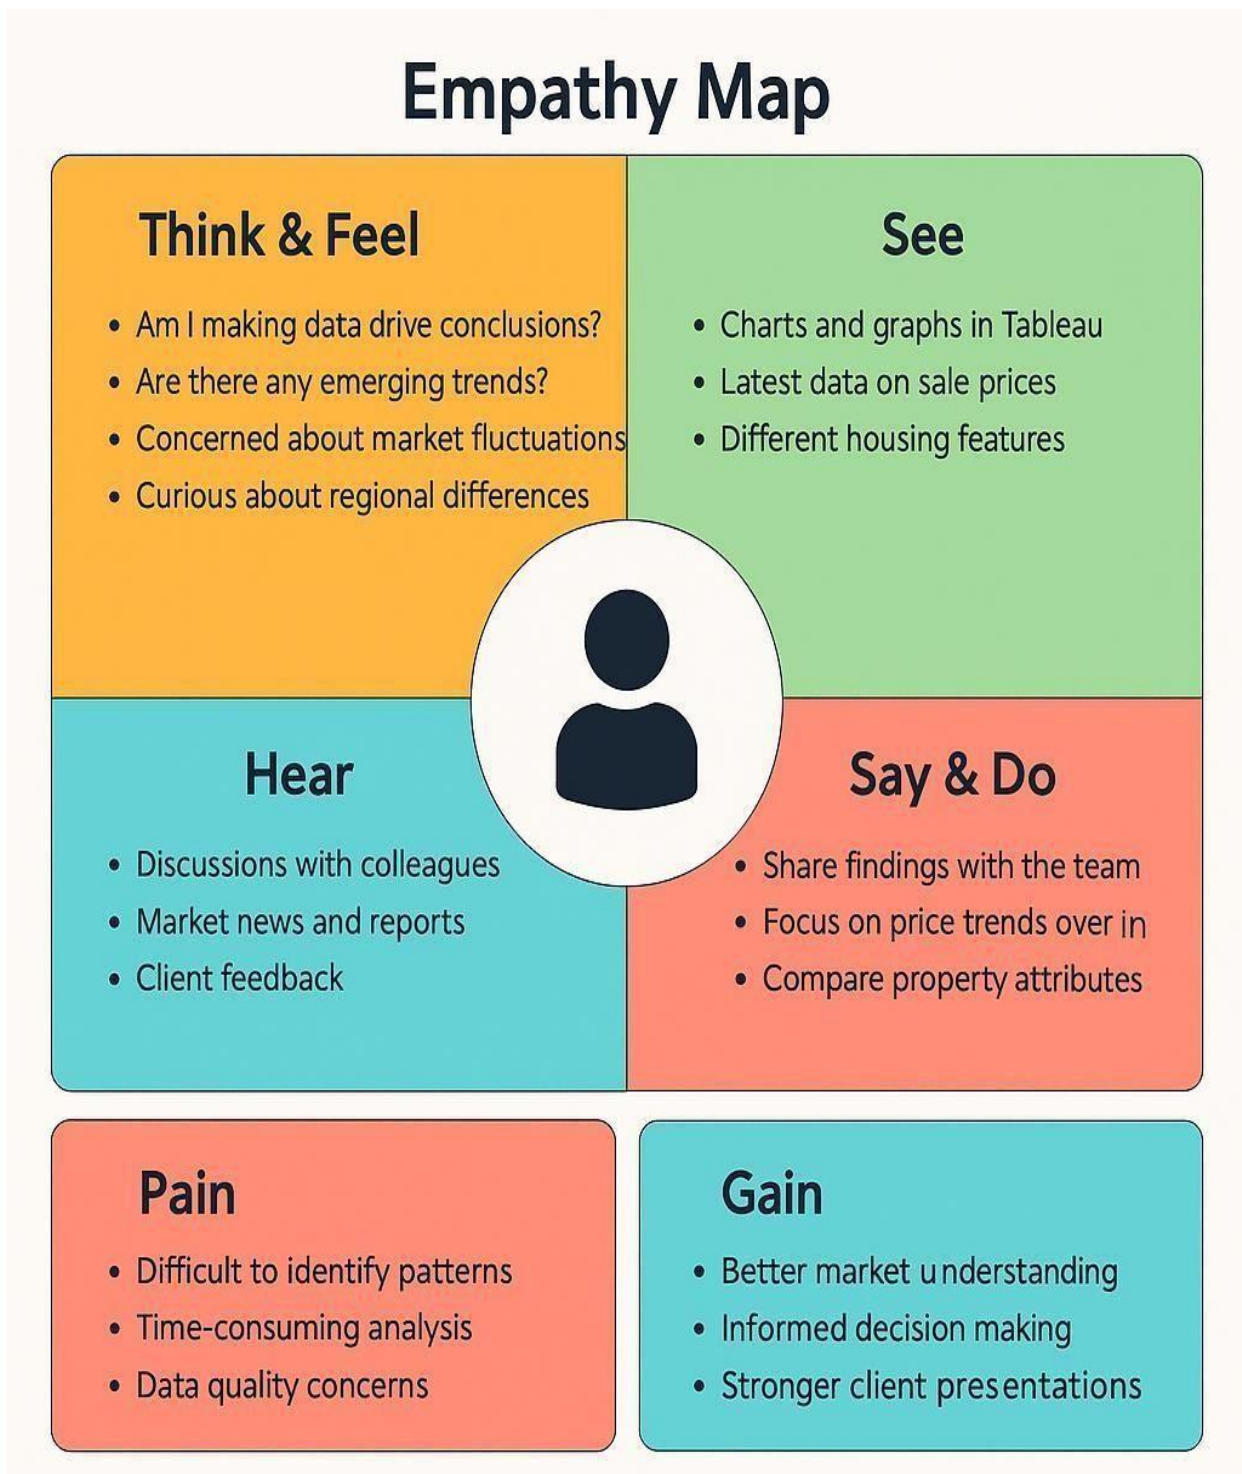 Empathy Map
Think & Feel
• Am I making data drive conclusions?
• Are there any emerging trends?
• Concerned about market fluctuations
• Curious about regional differences
See
• Charts and graphs in Tableau
• Latest data on sale prices
• Different housing features
Hear
• Discussions with colleagues
• Market news and reports
• Client feedback
Say & Do
• Share findings with the team
• Focus on price trends over in
• Compare property attributes
Pain
• Difficult to identify patterns
• Time-consuming analysis
• Data quality concerns
Gain
• Better market understanding
• Informed decision making
• Stronger client presentations